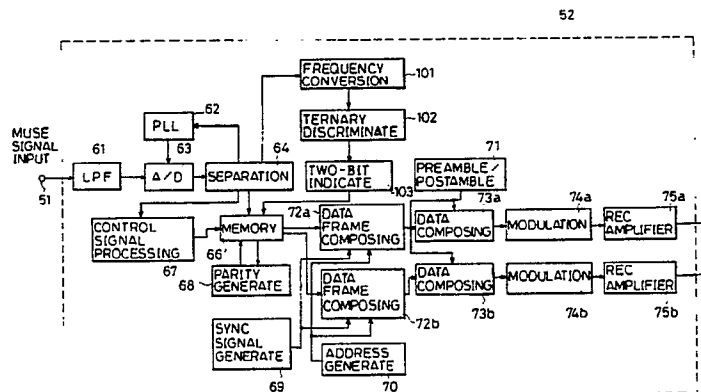 52
FREQUENCY
CONVERSION
101
62
PLL
TERNARY
DISCRIMINATE
102
MUSE
SIGNAL
INPUT
61
63
64
71
LPF
A/D
SEPARATION
TWO-BIT
INDICATE
PREAMBLE/
POSTAMBLE
51
103
72a
73a
74a
75a
CONTROL
SIGNAL
PROCESSING
MEMORY
DATA
FRAME
COMPOSING
DATA
COMPOSING
MODULATION
REC
AMPLIFIER
67
66'
PARITY
GENERATE
68
DATA
FRAME
COMPOSING
DATA
COMPOSING
MODULATION
REC
AMPLIFIER
72b
73b
74b
75b
SYNC
SIGNAL
GENERATE
ADDRESS
GENERATE
69
70